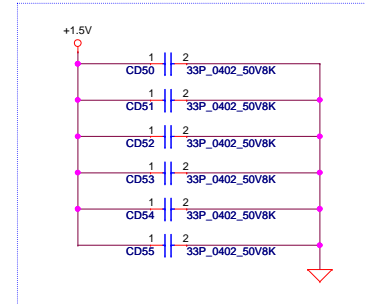 +1.5V
1 2
CD50 33P_0402_50V8K
1 2
CD51 33P_0402_50V8K
1 2
CD52 33P_0402_50V8K
1 2
CD53 33P_0402_50V8K
1 2
CD54 33P_0402_50V8K
1 2
CD55 33P_0402_50V8K